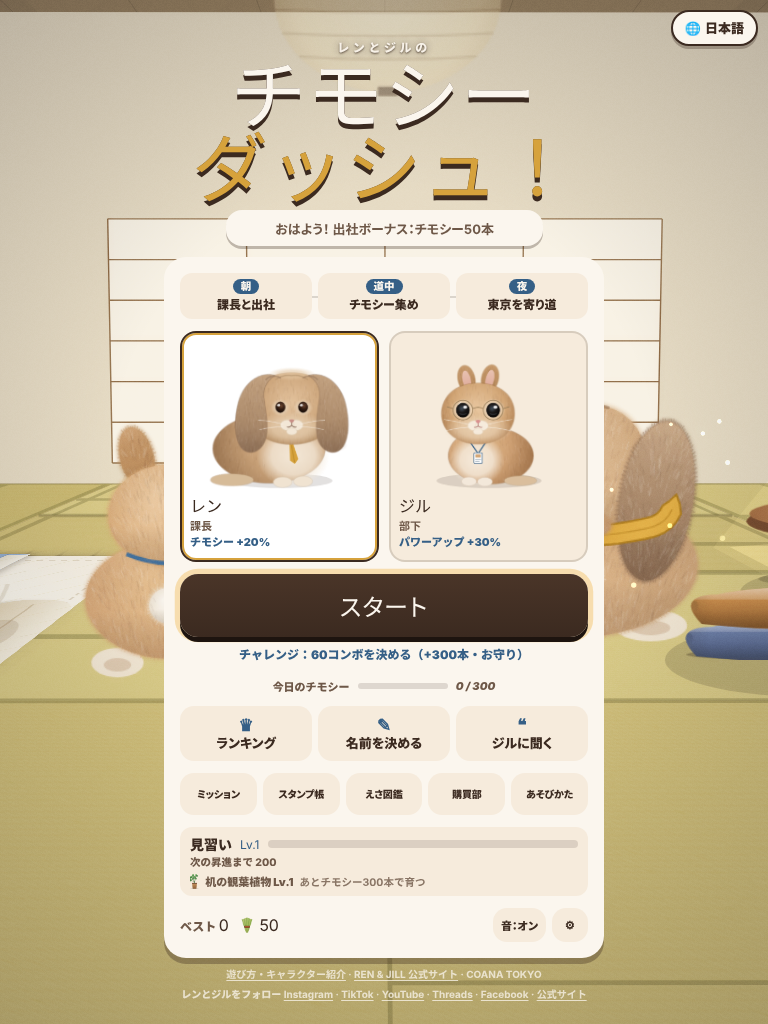 日本語
レンとジルの
チモシー
ダッシュ！
おはよう！ 出社ボーナス：チモシー50本
朝 道中 夜
課長と出社 チモシー集め 東京を寄り道
レン ジル
課長 部下
チモシー +20% パワーアップ +30%
スタート
チャレンジ：60コンボを決める（+300本・お守り）
今日のチモシー 0 / 300
ランキング 名前を決める ジルに聞く
ミッション スタンプ帳 えさ図鑑 購買部 あそびかた
見習い Lv.1
次の昇進まで 200
机の観葉植物 Lv.1 あとチモシー300本で育つ
ベスト 0 50 音：オン
遊び方・キャラクター紹介 · REN & JILL 公式サイト · COANA TOKYO
レンとジルをフォロー Instagram · TikTok · YouTube · Threads · Facebook · 公式サイト